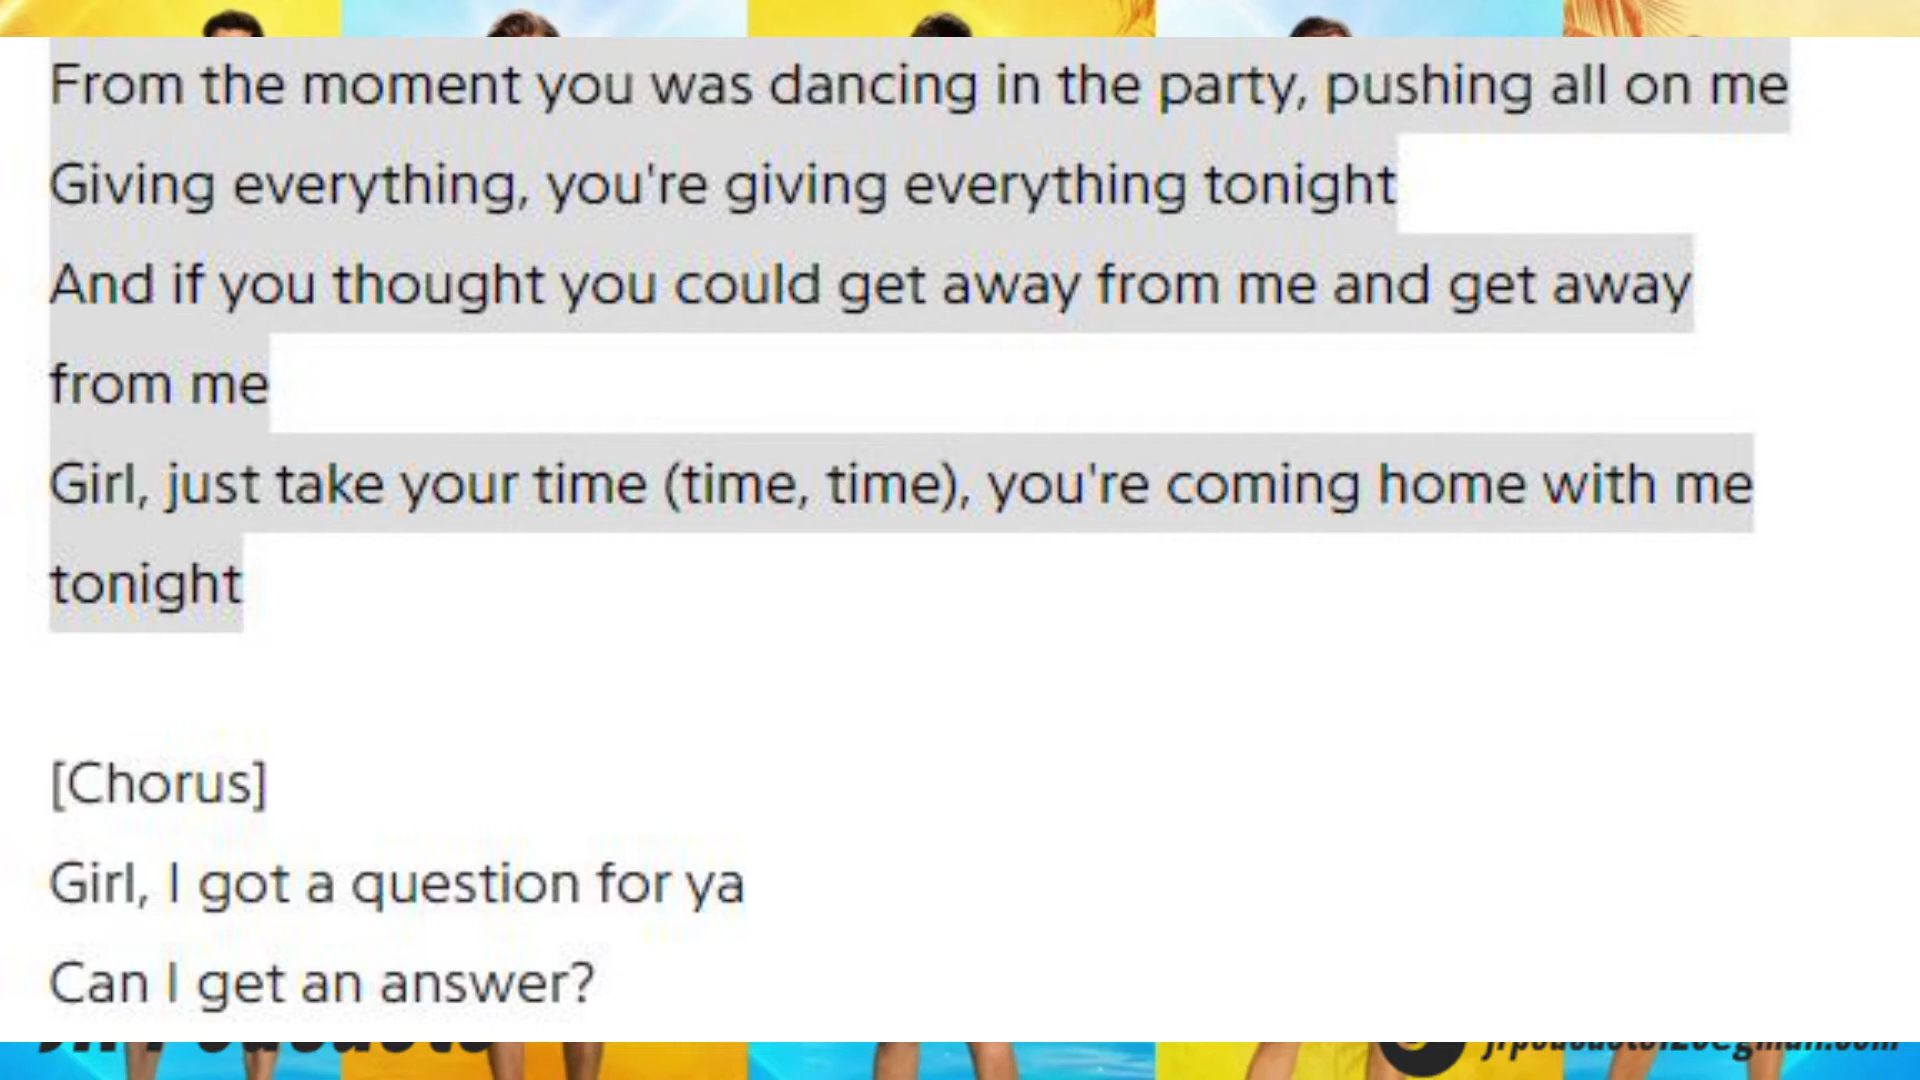 From the moment you was dancing in the party, pushing all on me
Giving everything, you're giving everything tonight
And if you thought you could get away from me and get away
from me
Girl, just take your time (time, time), you're coming home with me
tonight
[Chorus]
Girl, I got a question for ya
Can I get an answer?